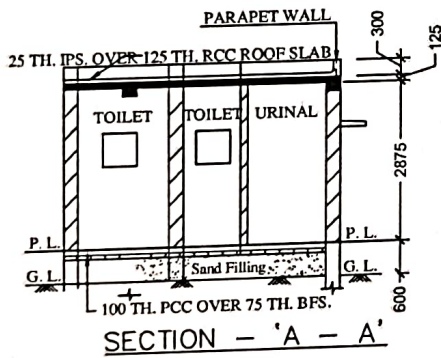 PARAPET WALL
300
125
25 TH. IPS. OVER 125 TH. RCC ROOF SLAB
TOILET TOILET URINAL
2875
P. L. P. L.
G. L. Sand Filling G. L.
600
100 TH. PCC OVER 75 TH. BFS.
SECTION - 'A - A'